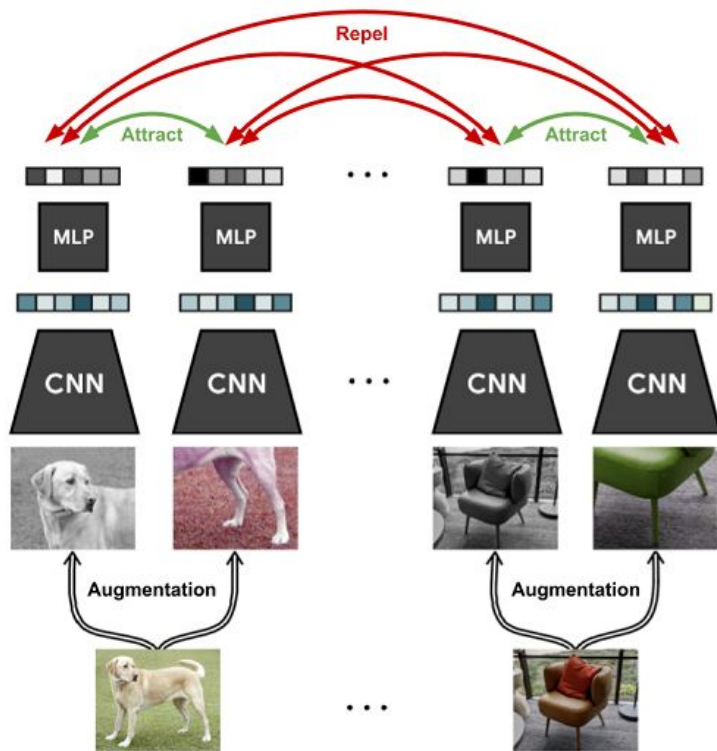 Repel
Attract
Attract
MLP
MLP
...
MLP
MLP
CNN
CNN
...
CNN
CNN
Augmentation
Augmentation
...